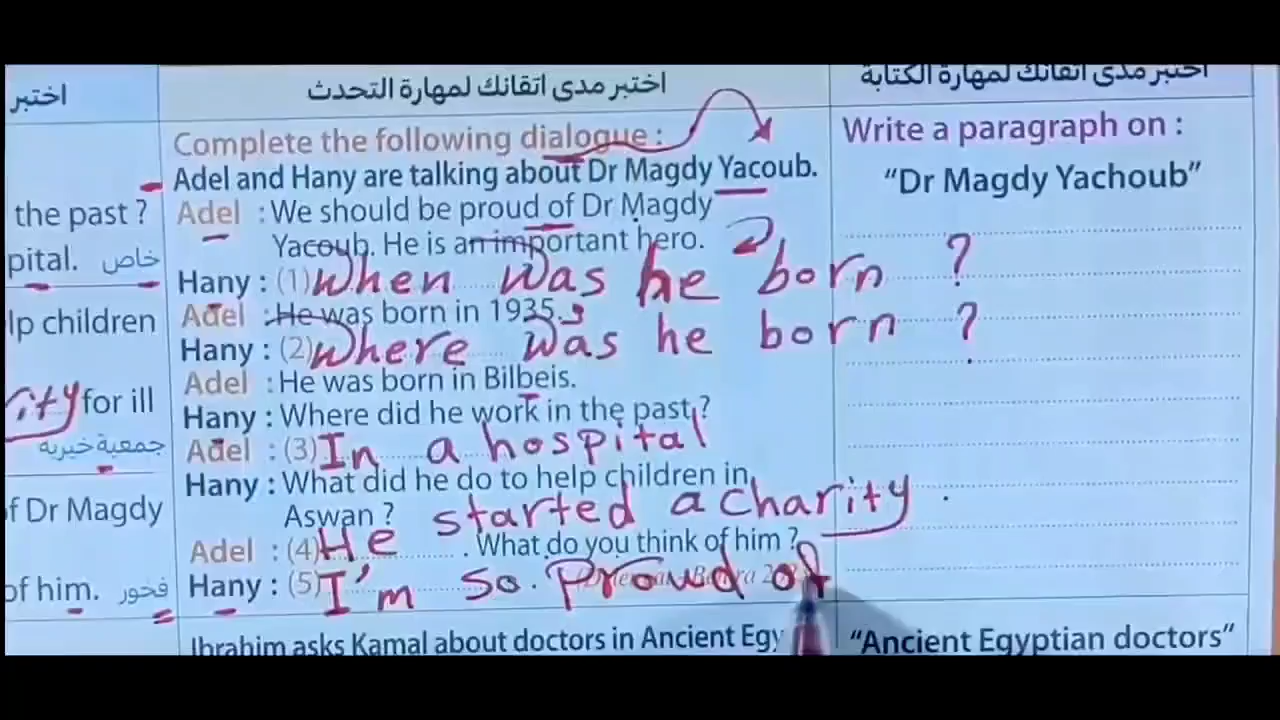 اختبر
اختبر مدى اتقانك لمهارة التحدث
اختبر مدى اتقانك لمهارة الكتابة
the past ?
pital. خاص
lp children
rity for ill
جمعية خيرية
of Dr Magdy
of him. فخور
Complete the following dialogue :
Adel and Hany are talking about Dr Magdy Yacoub.
Adel : We should be proud of Dr Magdy
Yacoub. He is an important hero.
Hany : (1) When was he born ?
Adel : He was born in 1935.
Hany : (2) Where was he born ?
Adel : He was born in Bilbeis.
Hany : Where did he work in the past ?
Adel : (3) In a hospital
Hany : What did he do to help children in
Aswan ? started a charity .
Adel : (4) He . What do you think of him ?
Hany : (5) I'm so proud of
Ibrahim asks Kamal about doctors in Ancient Egy
Write a paragraph on :
“Dr Magdy Yachoub”
“Ancient Egyptian doctors”